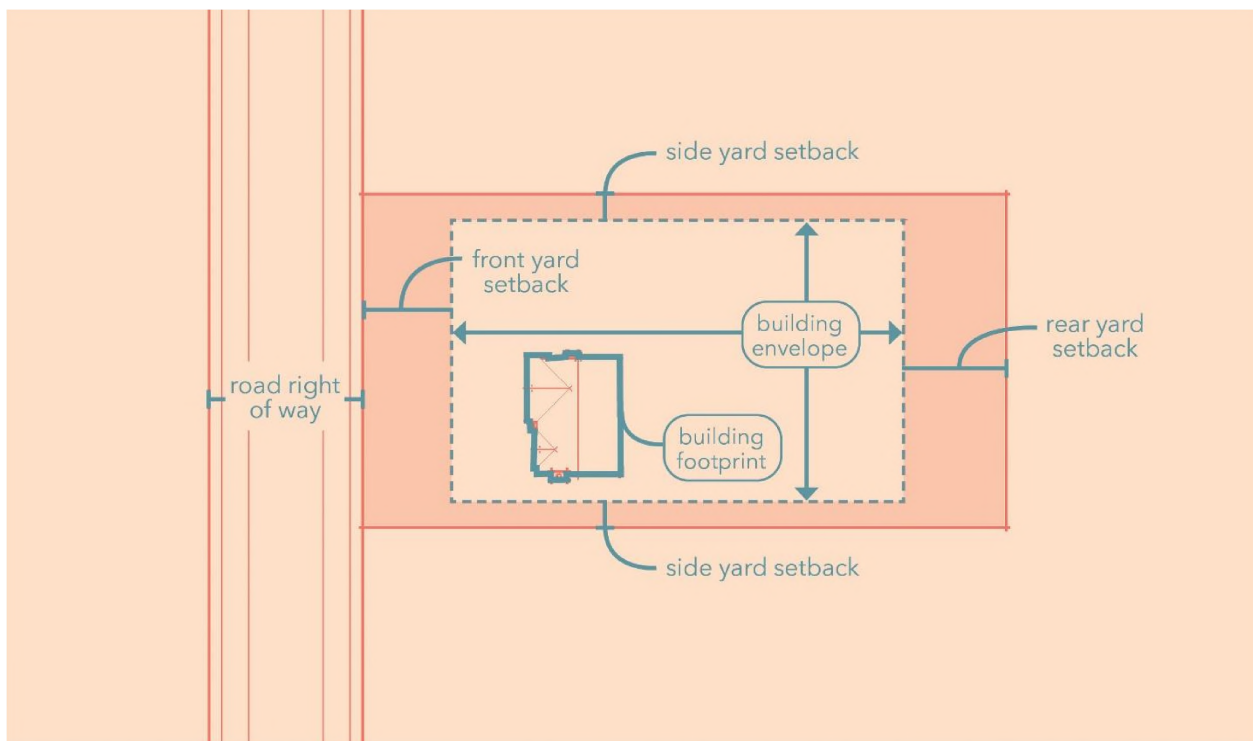 side yard setback
front yard
setback
building
envelope
rear yard
setback
road right
of way
building
footprint
side yard setback